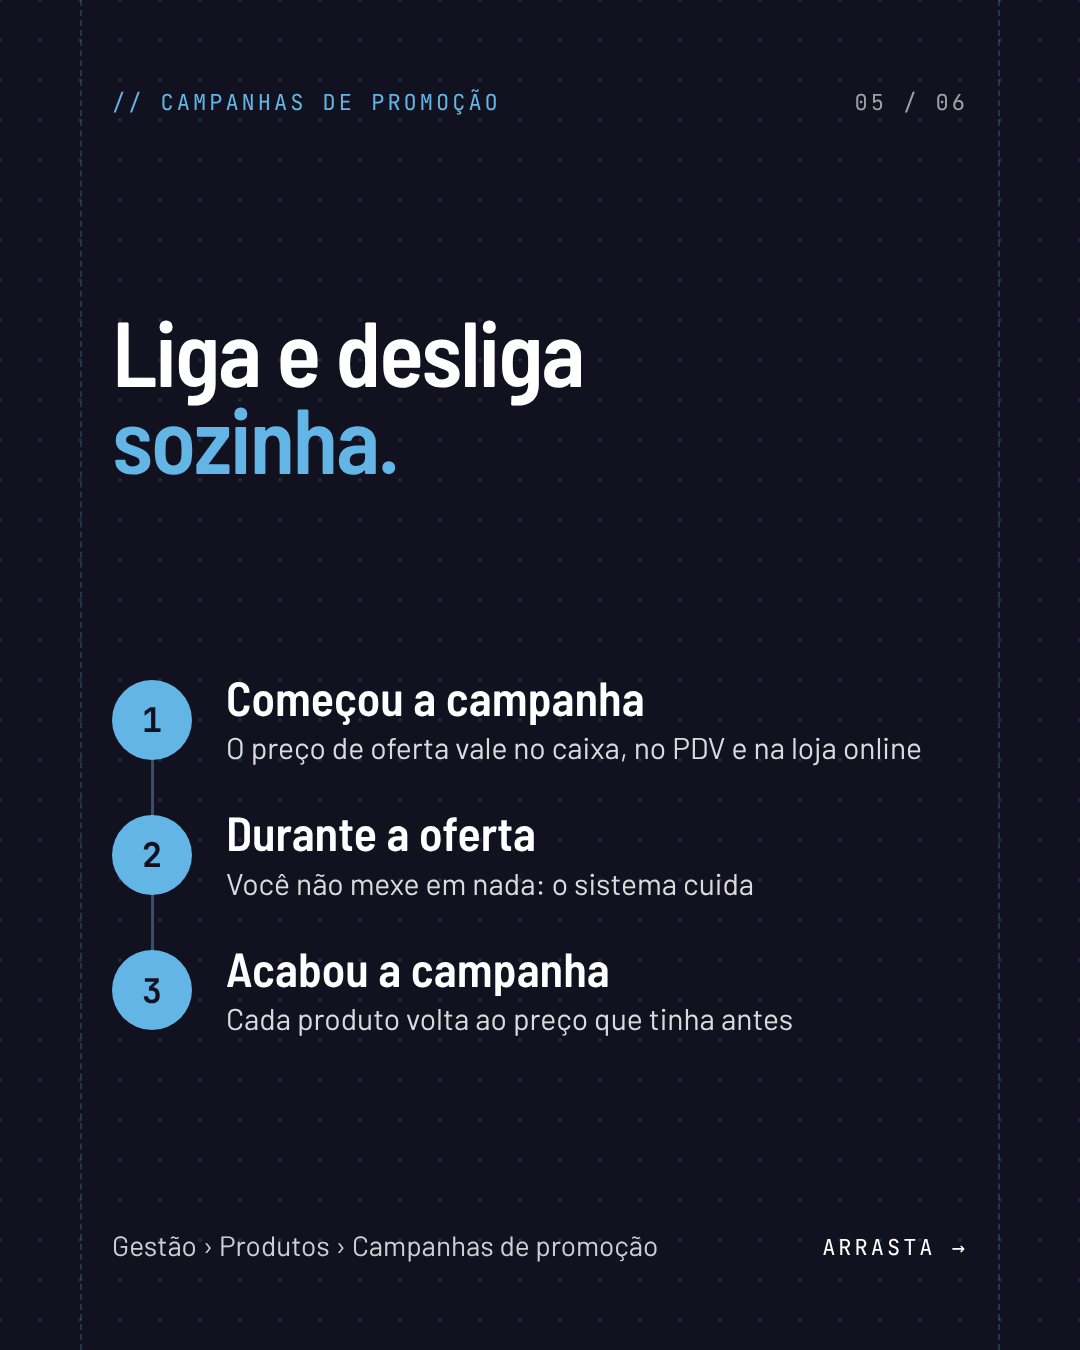 // CAMPANHAS DE PROMOÇÃO
05 / 06
Liga e desliga
sozinha.
1
Começou a campanha
O preço de oferta vale no caixa, no PDV e na loja online
2
Durante a oferta
Você não mexe em nada: o sistema cuida
3
Acabou a campanha
Cada produto volta ao preço que tinha antes
Gestão › Produtos › Campanhas de promoção
ARRASTA →